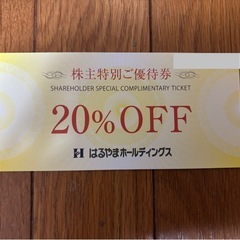 株主特別ご優待券
SHAREHOLDER SPECIAL COMPLIMENTARY TICKET
20%OFF
はるやまホールディングス